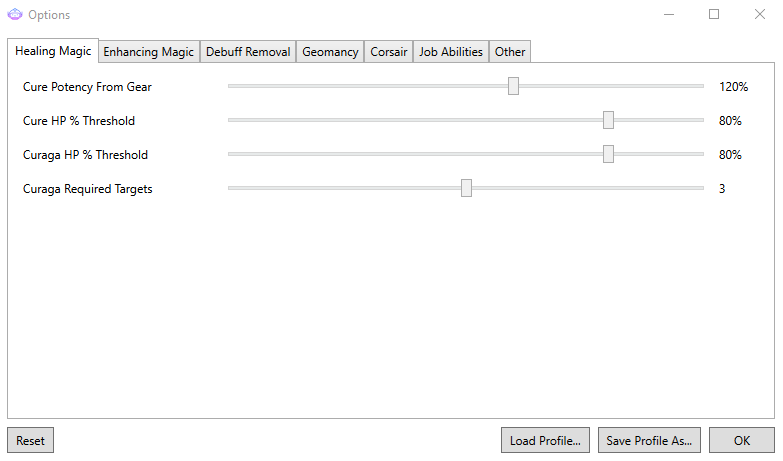 Options
Healing Magic Enhancing Magic Debuff Removal Geomancy Corsair Job Abilities Other
Cure Potency From Gear 120%
Cure HP % Threshold 80%
Curaga HP % Threshold 80%
Curaga Required Targets 3
Reset Load Profile... Save Profile As... OK